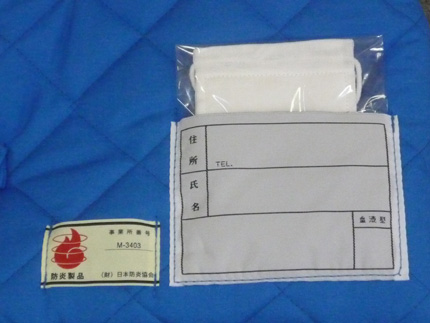 住所
TEL.
氏名
血液型
事業所番号
M-3403
防炎製品
(財)日本防炎協会